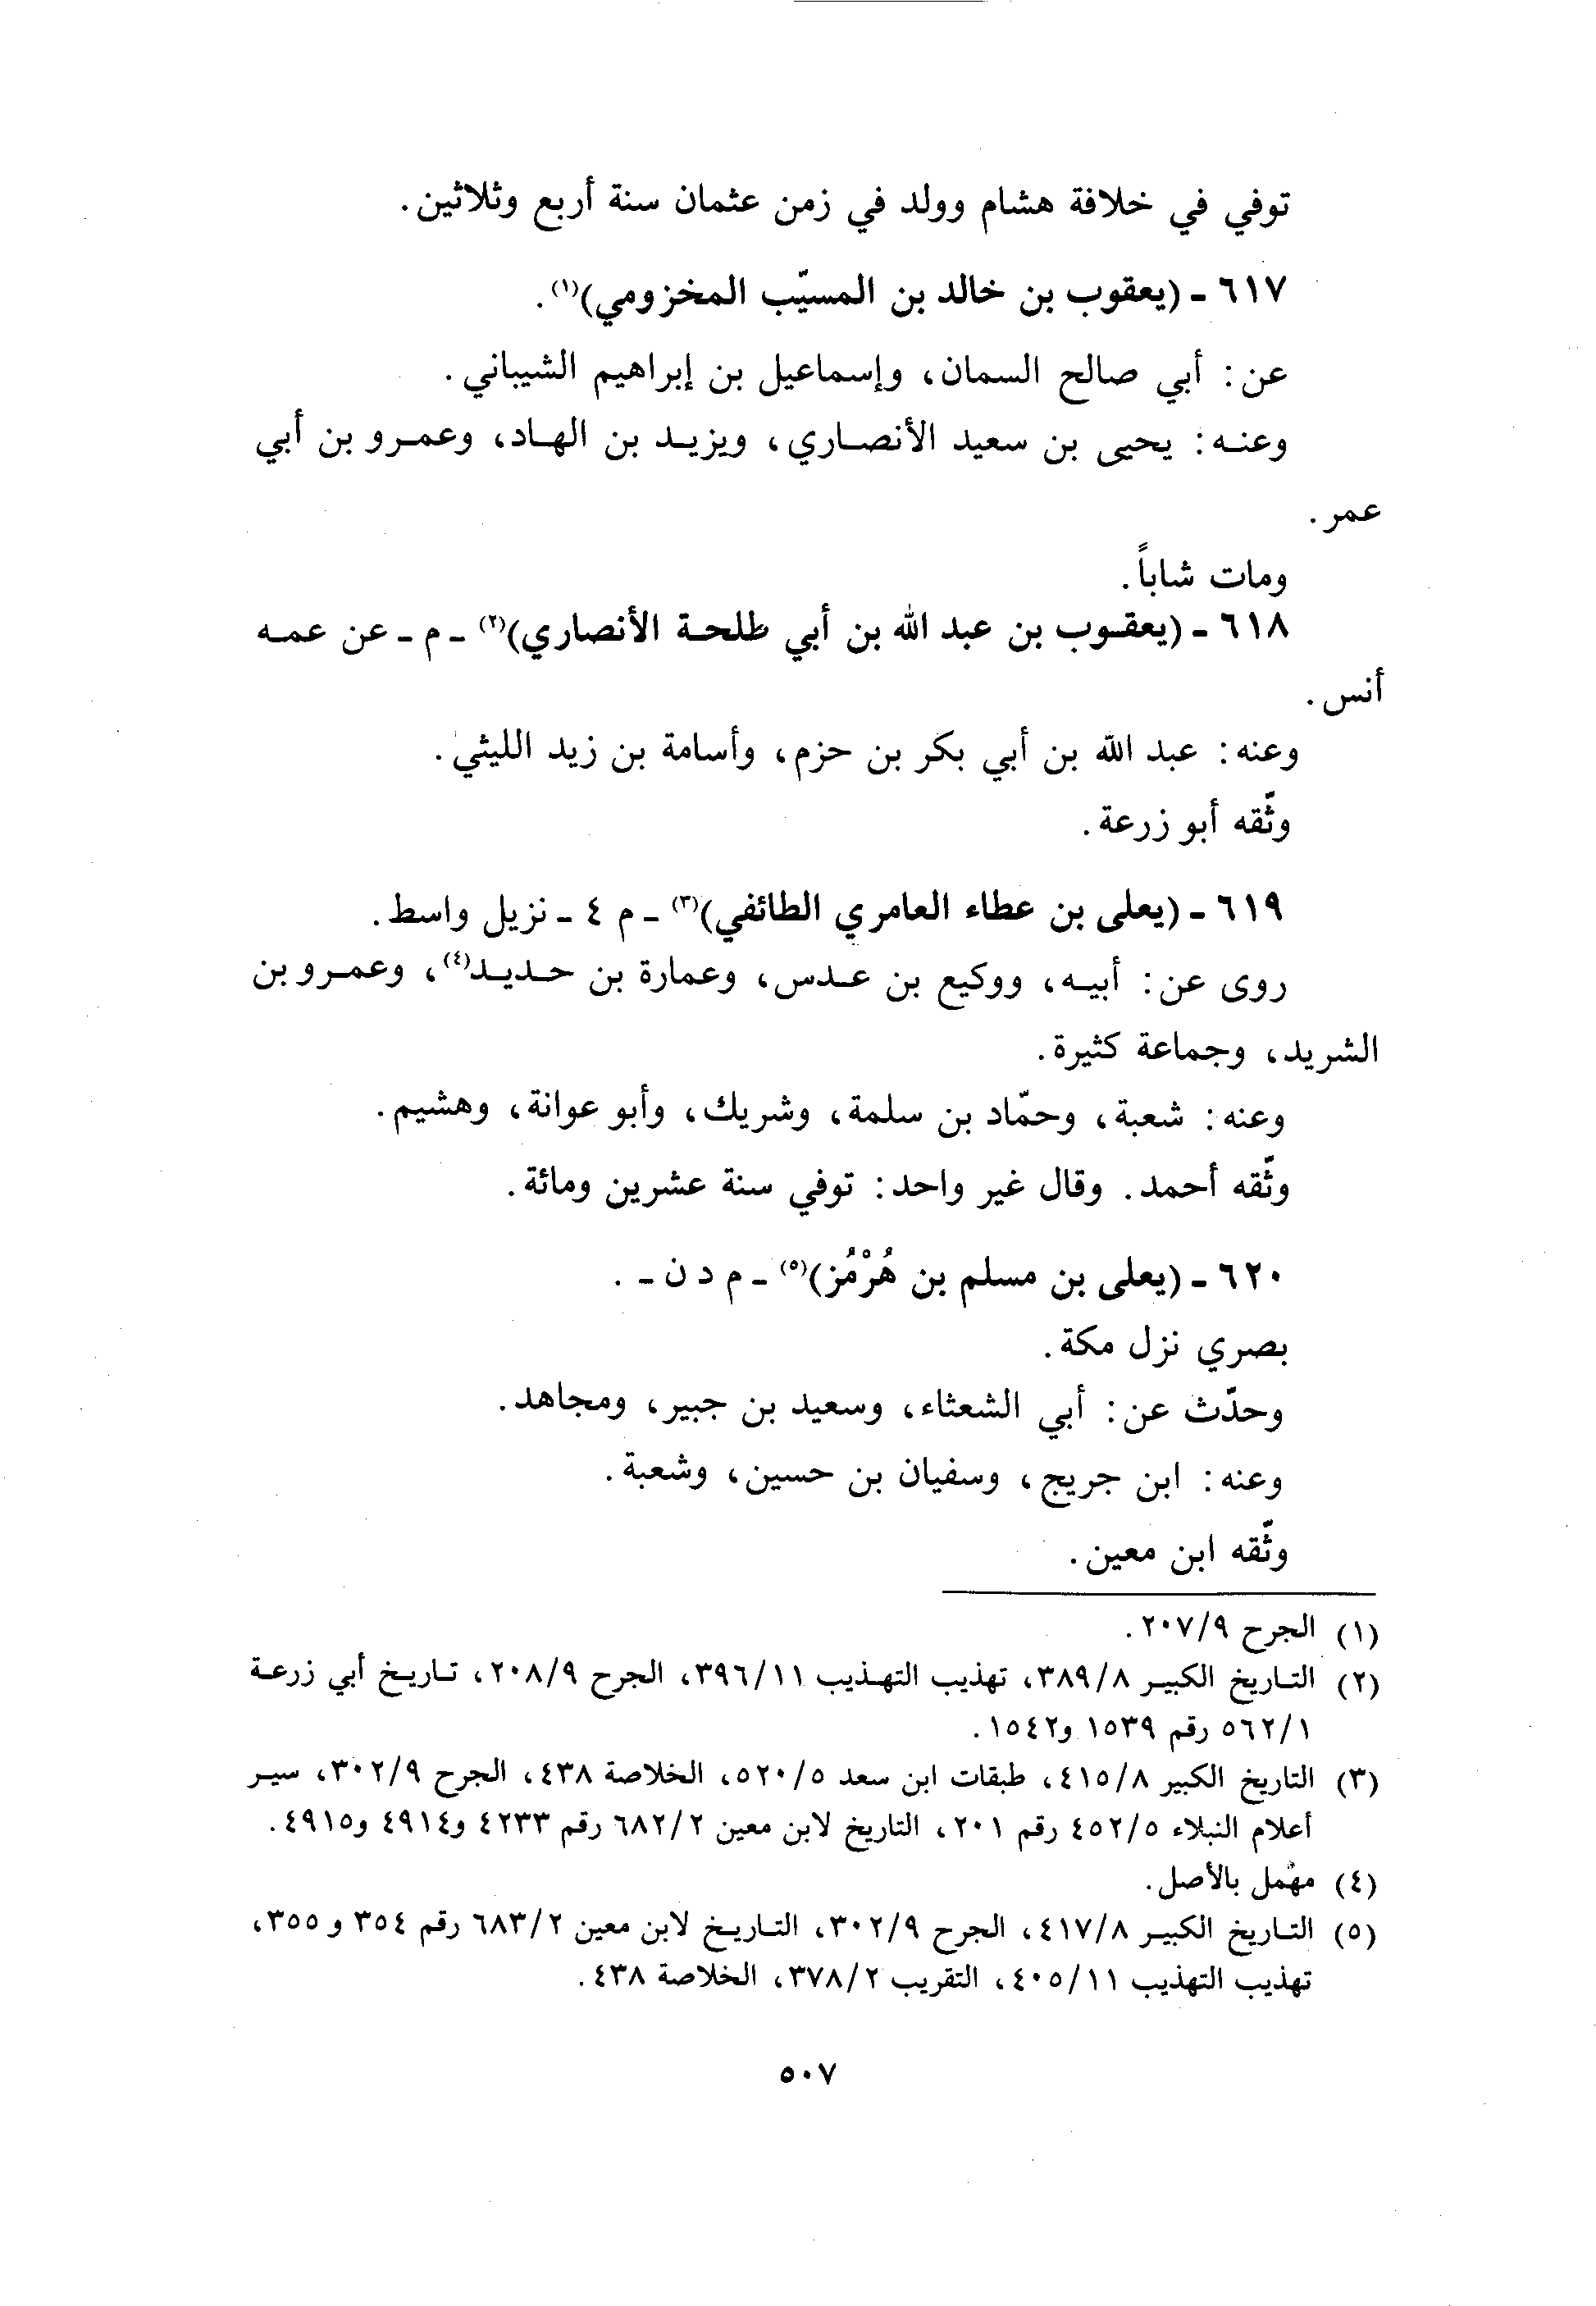 توفي في خلافة هشام وولد في زمن عثمان سنة أربع وثلاثين.
٦١٧ - (يعقوب بن خالد بن المسيّب المخزومي)(١).
عن: أبي صالح السمان، وإسماعيل بن إبراهيم الشيباني.
وعنه: يحيى بن سعيد الأنصاري، ويزيد بن الهاد، وعمرو بن أبي
عمر.
ومات شاباً.
٦١٨ - (يعقوب بن عبد الله بن أبي طلحة الأنصاري)(٢) - م - عن عمه
أنس.
وعنه: عبد الله بن أبي بكر بن حزم، وأسامة بن زيد الليثي.
وثّقه أبو زرعة.
٦١٩ - (يعلى بن عطاء العامري الطائفي)(٣) - م ٤ - نزيل واسط.
روى عن: أبيه، ووكيع بن عدس، وعمارة بن حديد(٤)، وعمرو بن
الشريد، وجماعة كثيرة.
وعنه: شعبة، وحمّاد بن سلمة، وشريك، وأبو عوانة، وهشيم.
وثّقه أحمد. وقال غير واحد: توفي سنة عشرين ومائة.
٦٢٠ - (يعلى بن مسلم بن هُرْمُز)(٥) - م د ن - .
بصري نزل مكة.
وحدّث عن: أبي الشعثاء، وسعيد بن جبير، ومجاهد.
وعنه: ابن جريج، وسفيان بن حسين، وشعبة.
وثّقه ابن معين.
(١) الجرح ٢٠٧/٩.
(٢) التاريخ الكبير ٣٨٩/٨، تهذيب التهذيب ٣٩٦/١١، الجرح ٢٠٨/٩، تاريخ أبي زرعة
٥٦٢/١ رقم ١٥٣٩ و١٥٤٢.
(٣) التاريخ الكبير ٤١٥/٨، طبقات ابن سعد ٥٢٠/٥، الخلاصة ٤٣٨، الجرح ٣٠٢/٩، سير
أعلام النبلاء ٤٥٢/٥ رقم ٢٠١، التاريخ لابن معين ٦٨٢/٢ رقم ٤٢٣٣ و٤٩١٤ و٤٩١٥.
(٤) مهمل بالأصل.
(٥) التاريخ الكبير ٤١٧/٨، الجرح ٣٠٢/٩، التاريخ لابن معين ٦٨٣/٢ رقم ٣٥٤ و ٣٥٥،
تهذيب التهذيب ٤٠٥/١١، التقريب ٣٧٨/٢، الخلاصة ٤٣٨.
٥٠٧